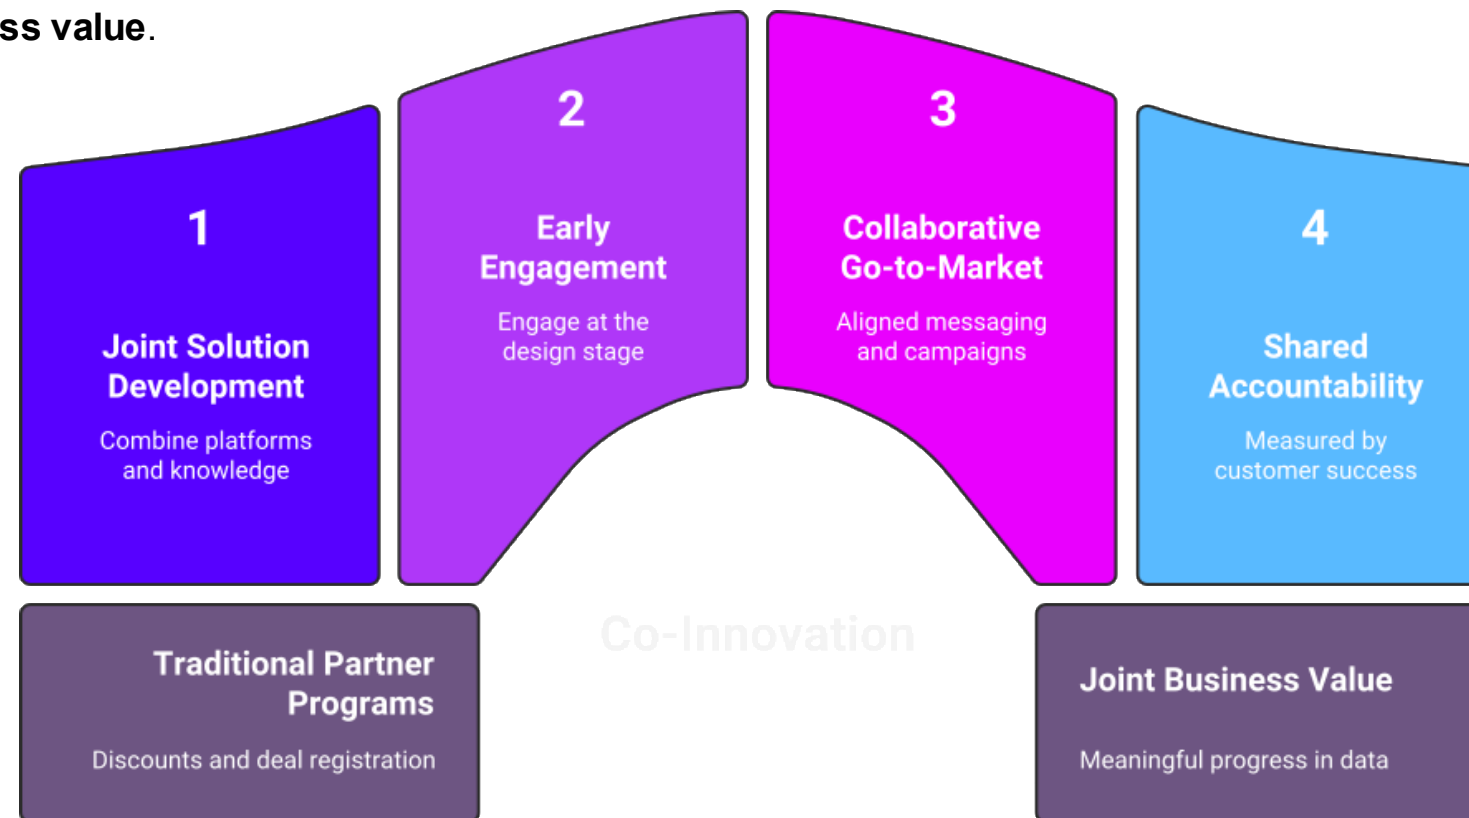 ss value.
1
Joint Solution
Development
Combine platforms
and knowledge
2
Early
Engagement
Engage at the
design stage
3
Collaborative
Go-to-Market
Aligned messaging
and campaigns
4
Shared
Accountability
Measured by
customer success
Co-Innovation
Traditional Partner
Programs
Discounts and deal registration
Joint Business Value
Meaningful progress in data